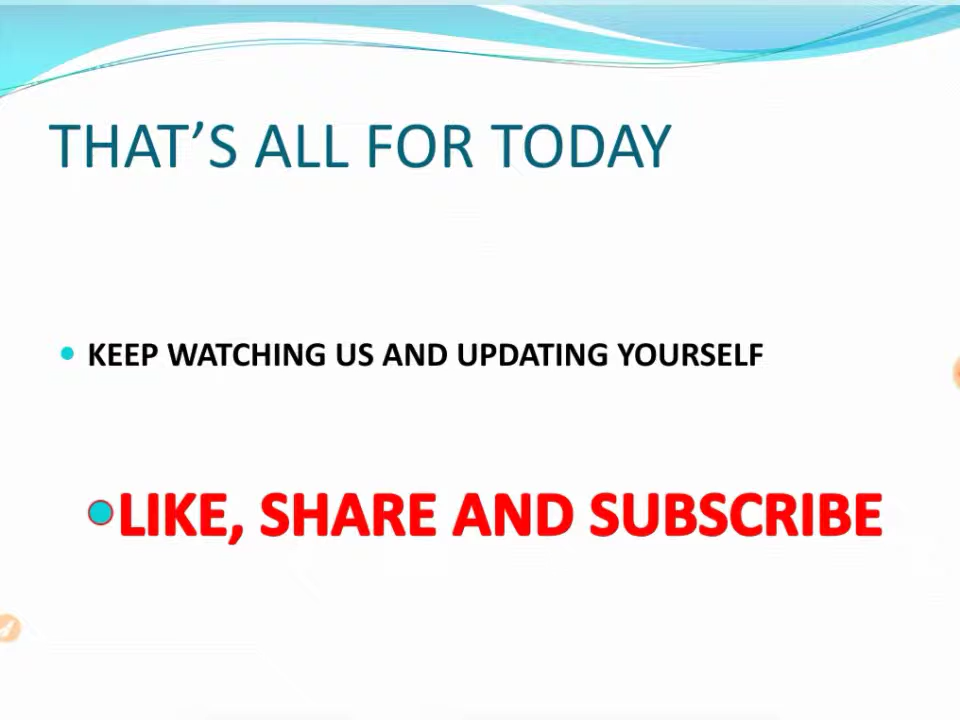 THAT’S ALL FOR TODAY
KEEP WATCHING US AND UPDATING YOURSELF
LIKE, SHARE AND SUBSCRIBE